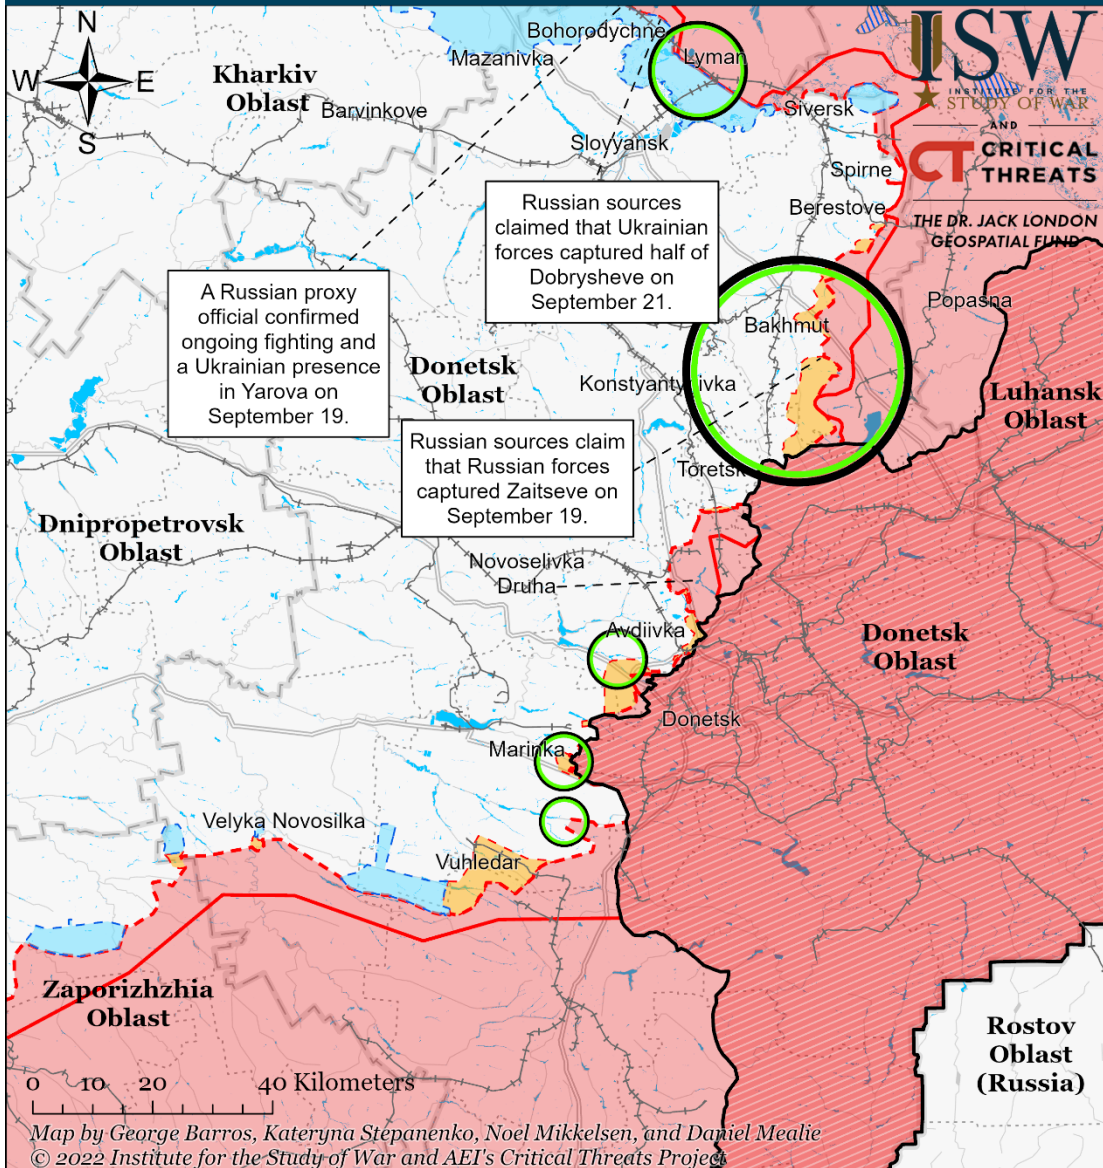 N
W
E
S
Bohorodychne
Mazanivka
Lyman
Kharkiv
Oblast
Barvinkove
Siversk
Slovyansk
Spirne
Berestove
ISW
INSTITUTE FOR THE
STUDY OF WAR
AND
CT CRITICAL
THREATS
THE DR. JACK LONDON
GEOSPATIAL FUND
Russian sources
claimed that Ukrainian
forces captured half of
Dobrysheve on
September 21.
A Russian proxy
official confirmed
ongoing fighting and
a Ukrainian presence
in Yarova on
September 19.
Popasna
Bakhmut
Donetsk
Oblast
Konstyantynivka
Luhansk
Oblast
Russian sources claim
that Russian forces
captured Zaitseve on
September 19.
Toretsk
Dnipropetrovsk
Oblast
Novoselivka
Druha
Avdiivka
Donetsk
Oblast
Donetsk
Marinka
Velyka Novosilka
Vuhledar
Zaporizhzhia
Oblast
Rostov
Oblast
(Russia)
0 10 20 40 Kilometers
Map by George Barros, Kateryna Stepanenko, Noel Mikkelsen, and Daniel Mealie
© 2022 Institute for the Study of War and AEI's Critical Threats Project